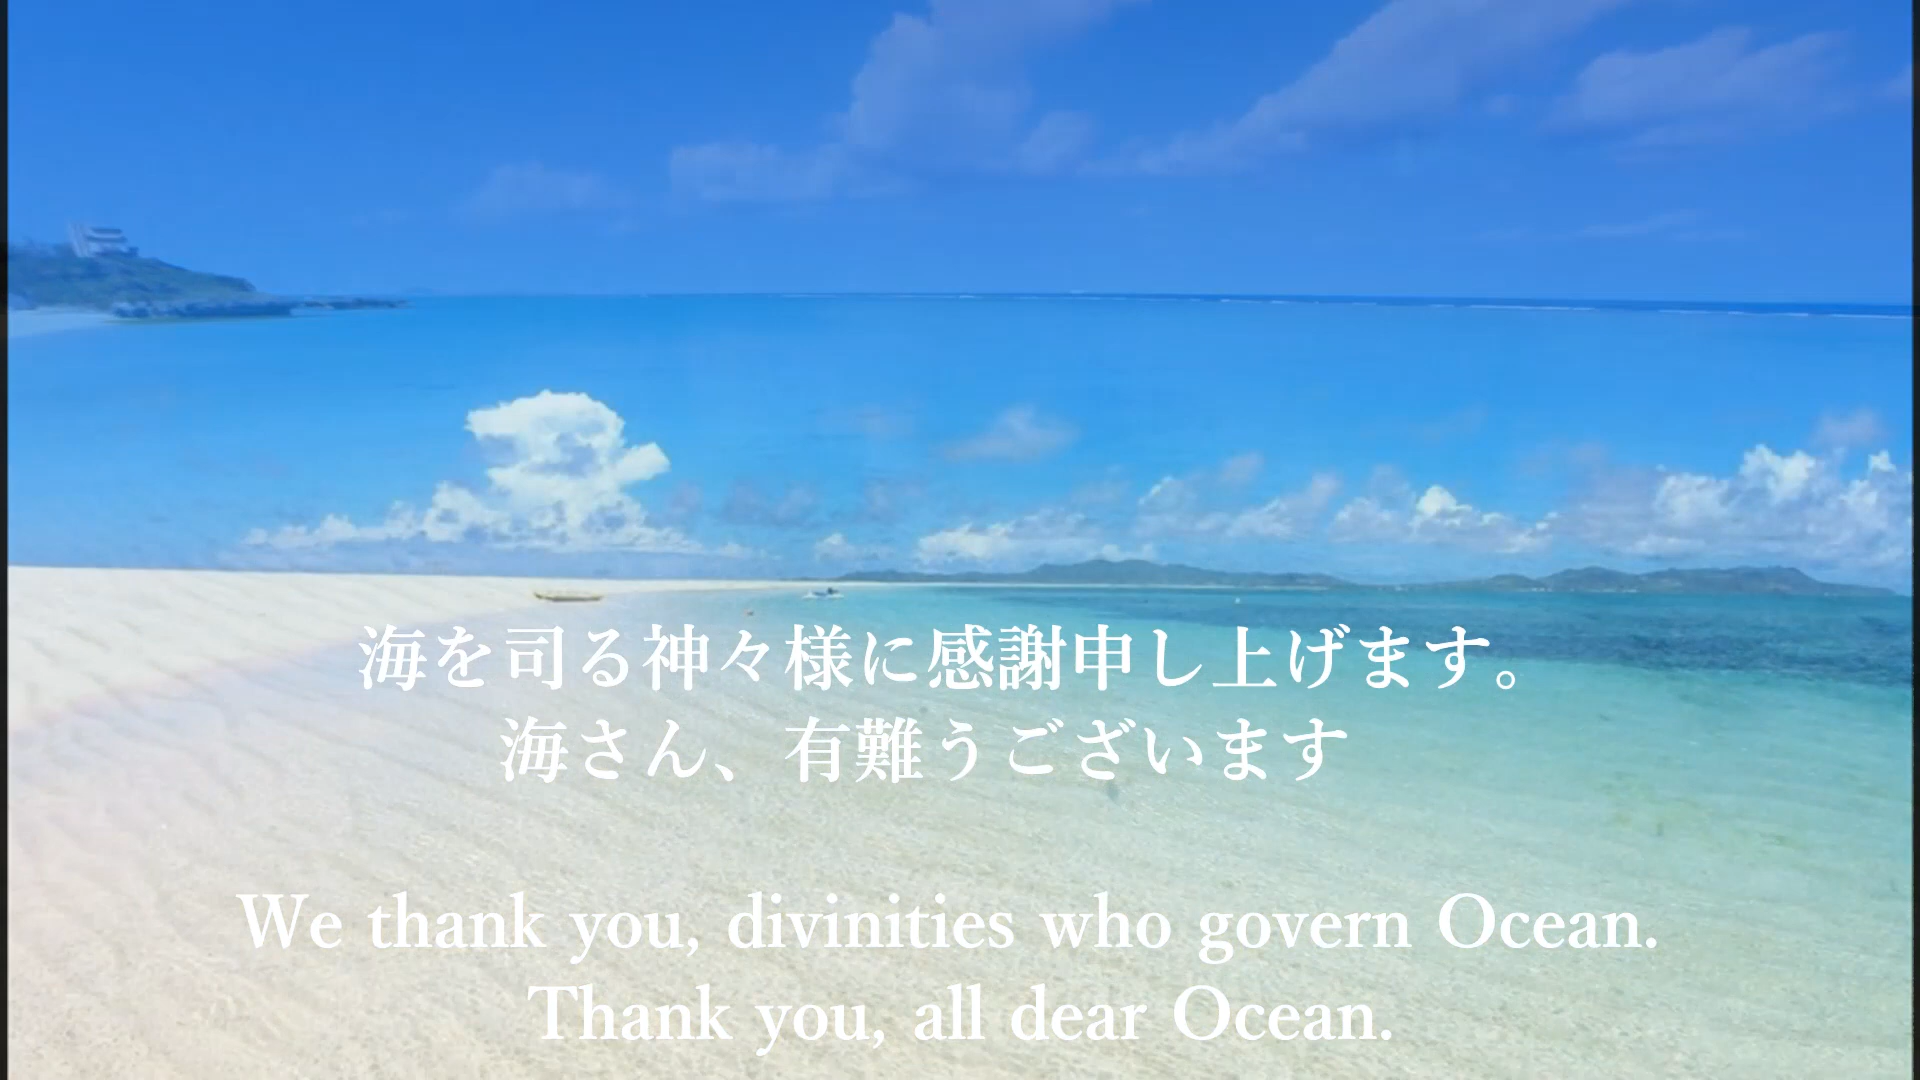 海を司る神々様に感謝申し上げます。
海さん、有難うございます
We thank you, divinities who govern Ocean.
Thank you, all dear Ocean.